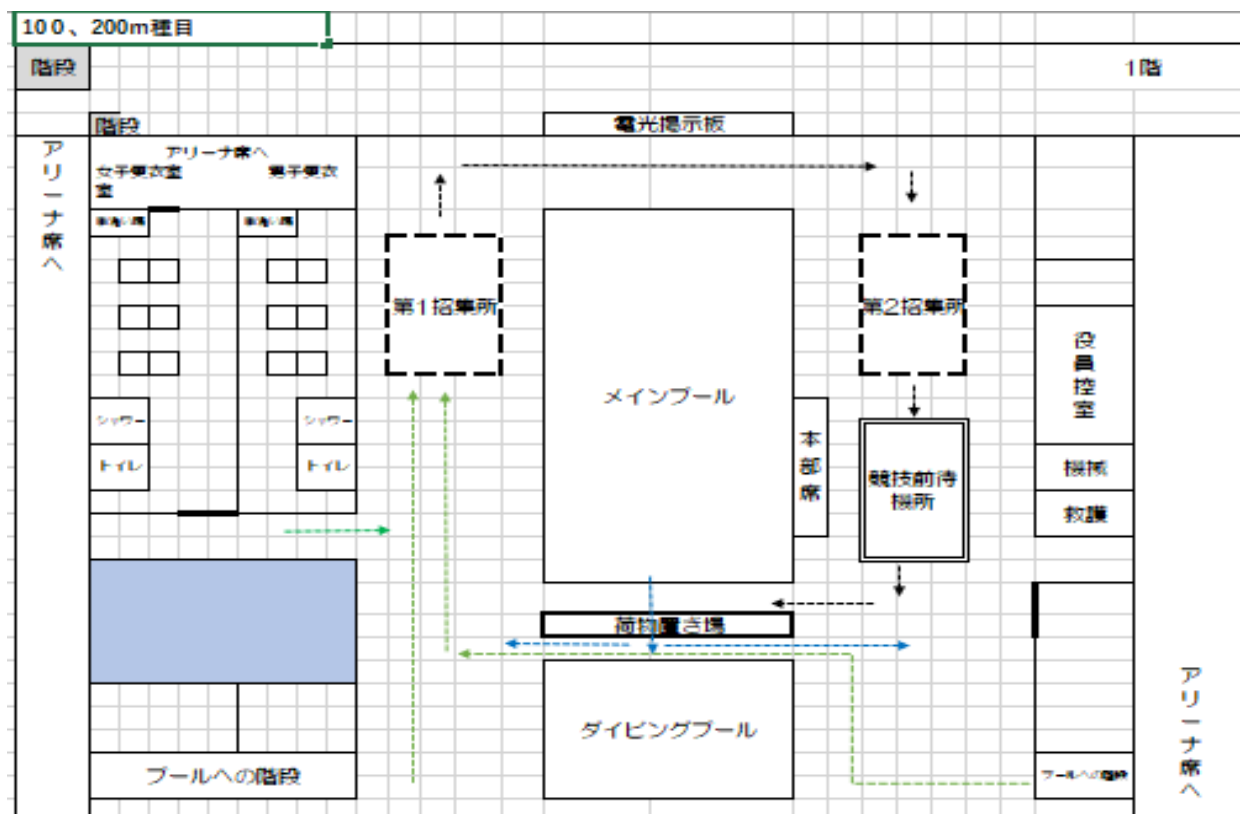 100、200m種目
階段
1階
階段
電光掲示板
アリーナ席へ
アリーナ席へ
女子更衣室
男子更衣
第1招集所
第2招集所
メインプール
役員控室
シャワー
シャワー
本部席
トイレ
トイレ
競技前待機所
機械
救護
荷物置き場
ダイビングプール
アリーナ席へ
プールへの階段
プールへの階段